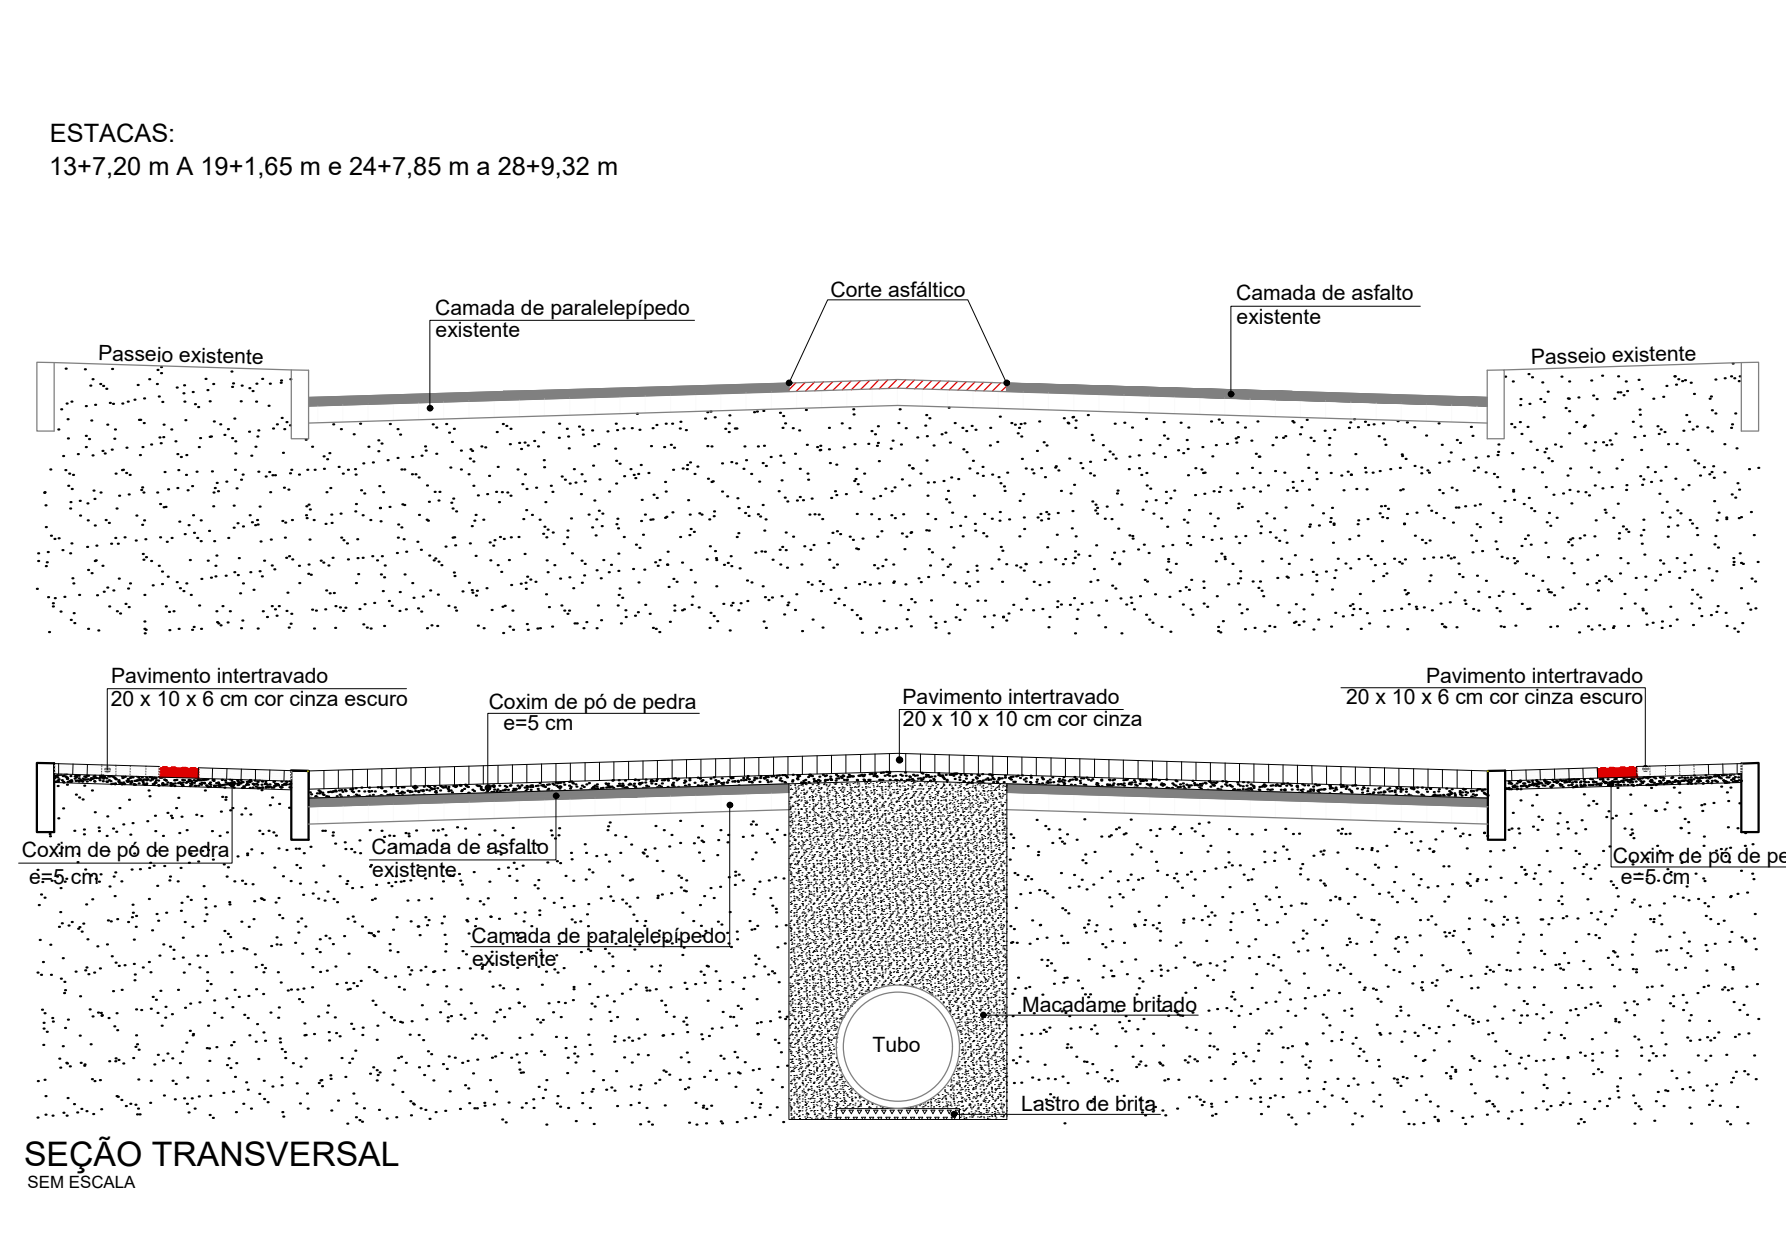 ESTACAS:
13+7,20 m A 19+1,65 m e 24+7,85 m a 28+9,32 m
Corte asfáltico
Camada de paralelepípedo
existente
Camada de asfalto
existente
Passeio existente
Passeio existente
Pavimento intertravado
20 x 10 x 6 cm cor cinza escuro
Coxim de pó de pedra
e=5 cm
Pavimento intertravado
20 x 10 x 10 cm cor cinza
Pavimento intertravado
20 x 10 x 6 cm cor cinza escuro
Coxim de pó de pedra
e=5 cm
Camada de asfalto
existente
Coxim de pó de pe
e=5 cm
Camada de paralelepípedo
existente
Macadame britado
Tubo
Lastro de brita
SEÇÃO TRANSVERSAL
SEM ESCALA